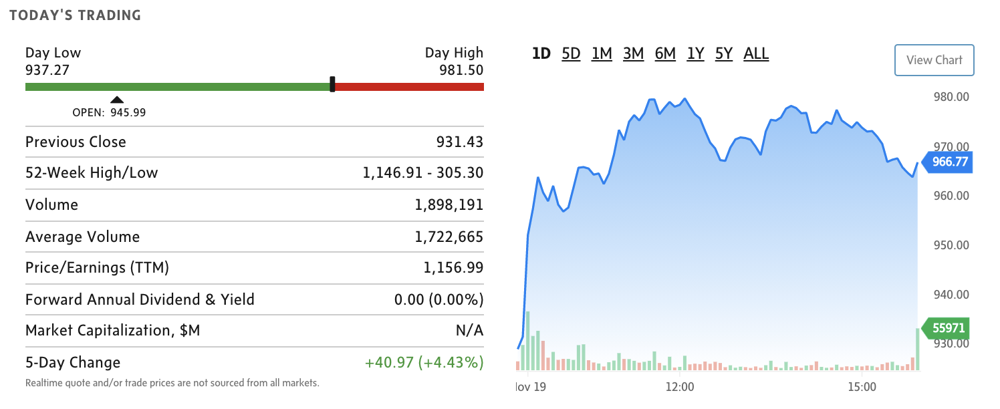 TODAY'S TRADING
Day Low Day High
937.27 981.50
OPEN: 945.99
Previous Close 931.43
52-Week High/Low 1,146.91 - 305.30
Volume 1,898,191
Average Volume 1,722,665
Price/Earnings (TTM) 1,156.99
Forward Annual Dividend & Yield 0.00 (0.00%)
Market Capitalization, $M N/A
5-Day Change +40.97 (+4.43%)
Realtime quote and/or trade prices are not sourced from all markets.
1D 5D 1M 3M 6M 1Y 5Y ALL
View Chart
980.00
970.00
966.77
960.00
950.00
940.00
55971
930.00
ov 19 12:00 15:00